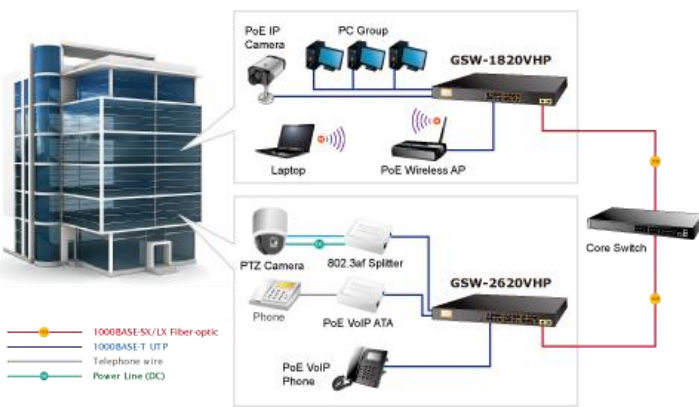 PoE IP
Camera
PC Group
GSW-1820VHP
Laptop
PoE Wireless AP
Core Switch
PTZ Camera
802.3af Splitter
GSW-2620VHP
Phone
PoE VoIP ATA
PoE VoIP
Phone
1000BASE-SX/LX Fiber-optic
1000BASE-T UTP
Telephone wire
Power Line (DC)